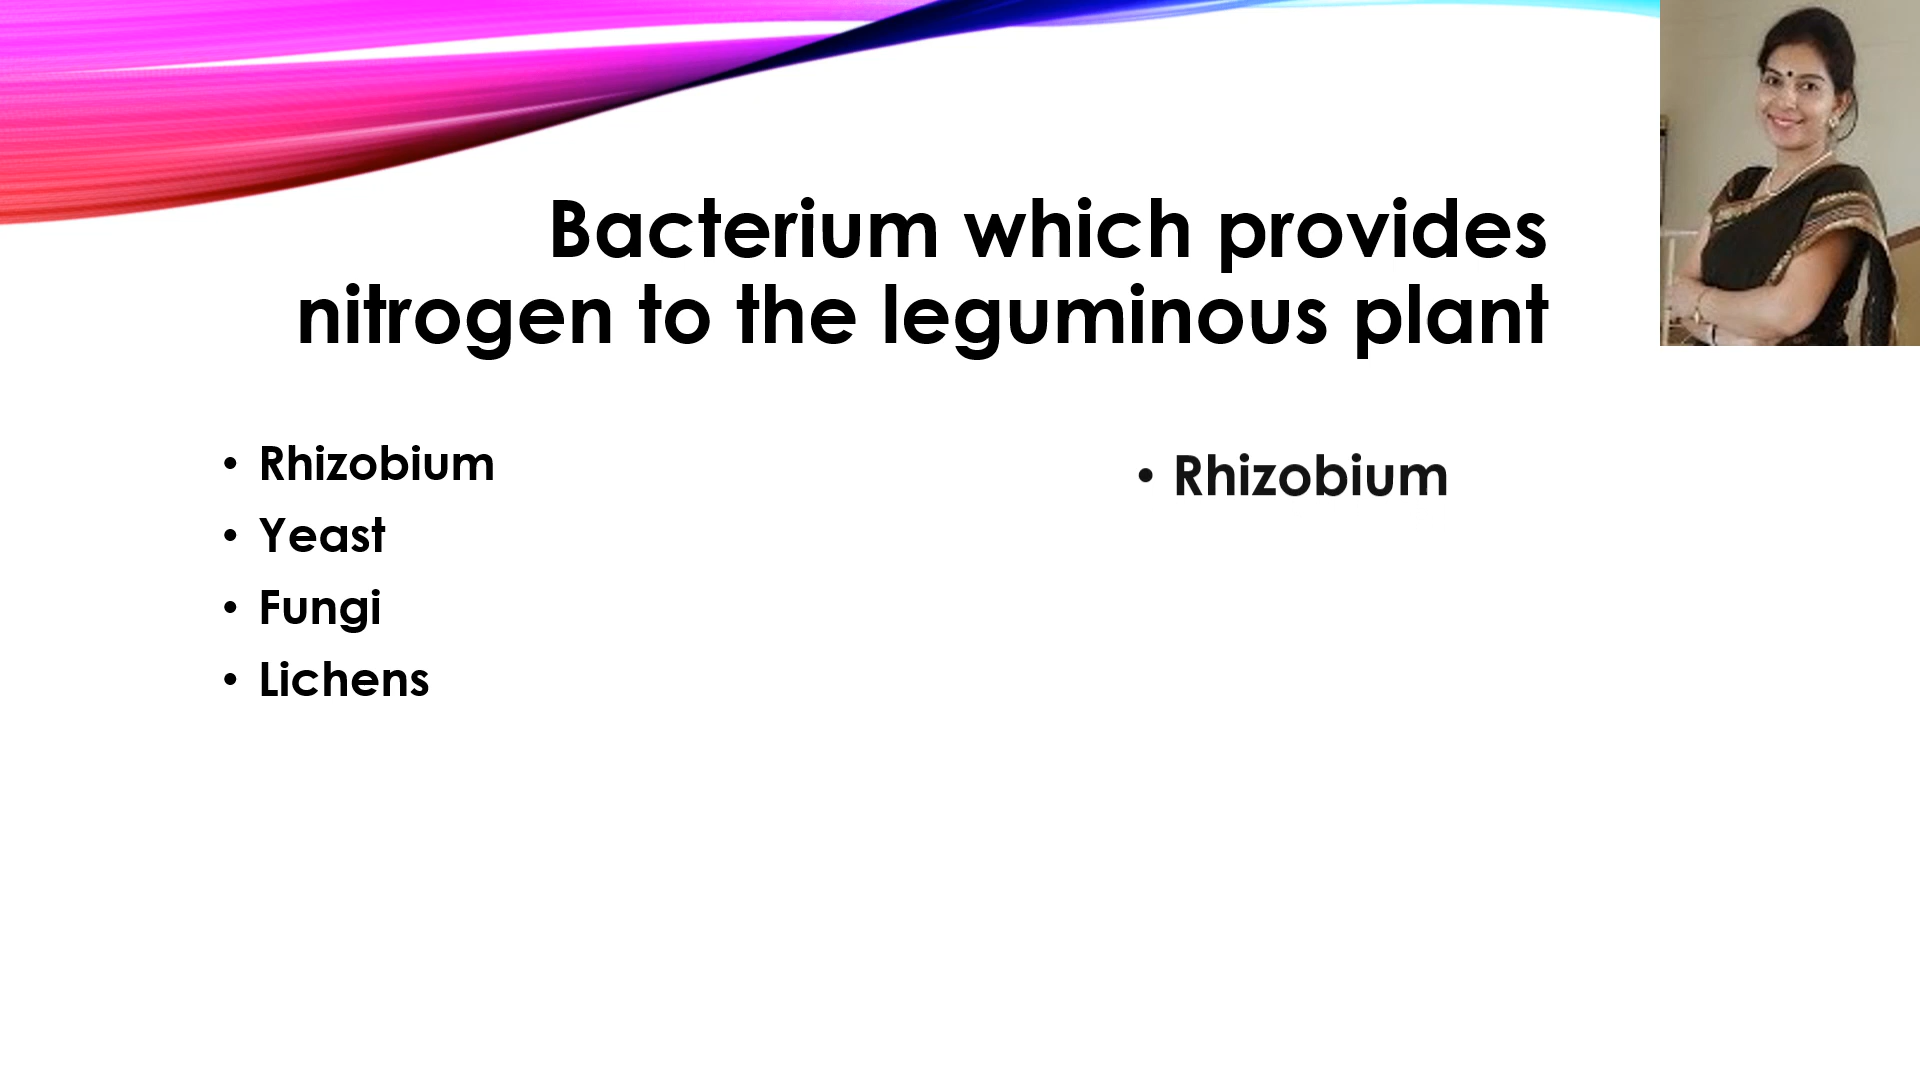 Bacterium which provides
nitrogen to the leguminous plant
• Rhizobium
• Yeast
• Fungi
• Lichens
• Rhizobium